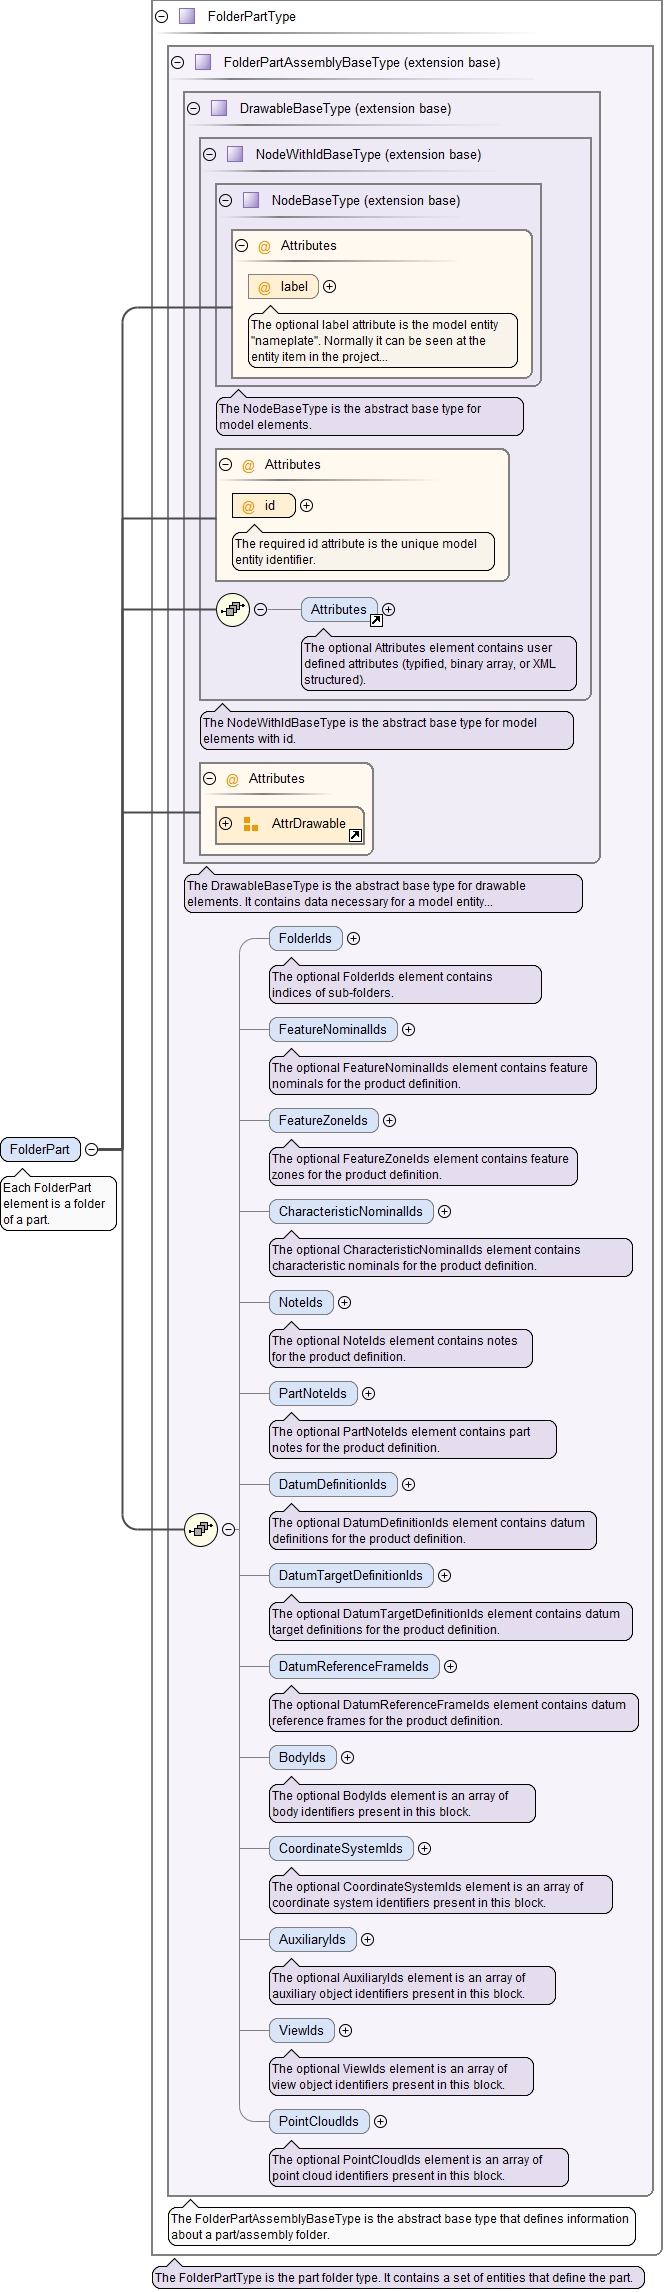 FolderPartType
FolderPartAssemblyBaseType (extension base)
DrawableBaseType (extension base)
NodeWithIdBaseType (extension base)
NodeBaseType (extension base)
@ Attributes
@ label
The optional label attribute is the model entity
"nameplate". Normally it can be seen at the
entity item in the project...
The NodeBaseType is the abstract base type for
model elements.
@ Attributes
@ id
The required id attribute is the unique model
entity identifier.
Attributes
The optional Attributes element contains user
defined attributes (typified, binary array, or XML
structured).
The NodeWithIdBaseType is the abstract base type for model
elements with id.
@ Attributes
AttrDrawable
The DrawableBaseType is the abstract base type for drawable
elements. It contains data necessary for a model entity...
FolderIds
The optional FolderIds element contains
indices of sub-folders.
FeatureNominalIds
The optional FeatureNominalIds element contains feature
nominals for the product definition.
FeatureZoneIds
The optional FeatureZoneIds element contains feature
zones for the product definition.
FolderPart
Each FolderPart
element is a folder
of a part.
CharacteristicNominalIds
The optional CharacteristicNominalIds element contains
characteristic nominals for the product definition.
NoteIds
The optional NoteIds element contains notes
for the product definition.
PartNoteIds
The optional PartNoteIds element contains part
notes for the product definition.
DatumDefinitionIds
The optional DatumDefinitionIds element contains datum
definitions for the product definition.
DatumTargetDefinitionIds
The optional DatumTargetDefinitionIds element contains datum
target definitions for the product definition.
DatumReferenceFrameIds
The optional DatumReferenceFrameIds element contains datum
reference frames for the product definition.
BodyIds
The optional BodyIds element is an array of
body identifiers present in this block.
CoordinateSystemIds
The optional CoordinateSystemIds element is an array of
coordinate system identifiers present in this block.
AuxiliaryIds
The optional AuxiliaryIds element is an array of
auxiliary object identifiers present in this block.
ViewIds
The optional ViewIds element is an array of
view object identifiers present in this block.
PointCloudIds
The optional PointCloudIds element is an array of
point cloud identifiers present in this block.
The FolderPartAssemblyBaseType is the abstract base type that defines information
about a part/assembly folder.
The FolderPartType is the part folder type. It contains a set of entities that define the part.